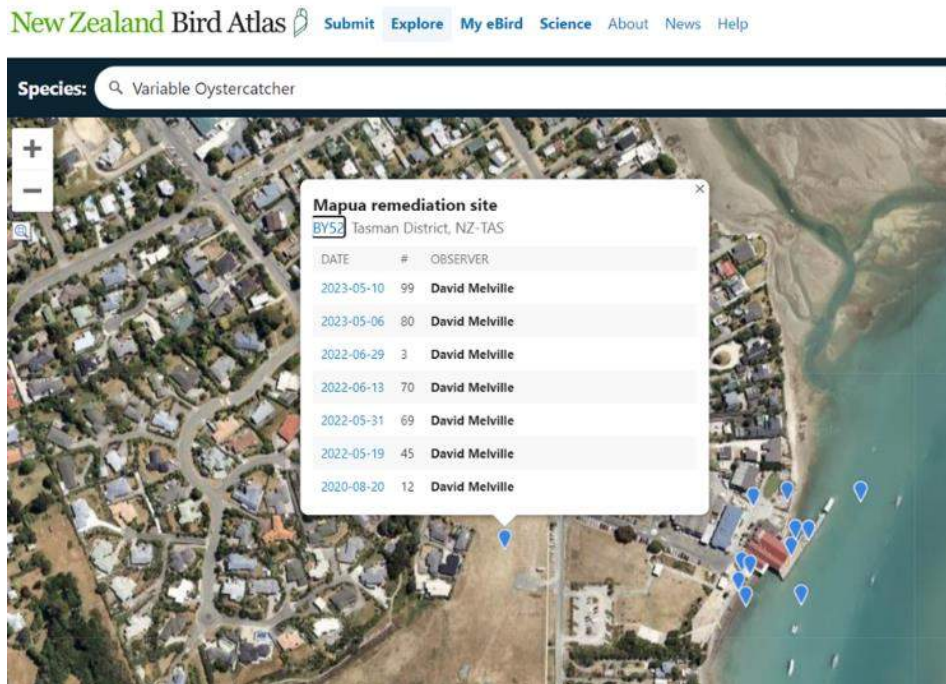 New Zealand Bird Atlas Submit Explore My eBird Science About News Help
Species: Variable Oystercatcher
+
−
Mapua remediation site ×
BY52 Tasman District, NZ-TAS
DATE # OBSERVER
2023-05-10 99 David Melville
2023-05-06 80 David Melville
2022-06-29 3 David Melville
2022-06-13 70 David Melville
2022-05-31 69 David Melville
2022-05-19 45 David Melville
2020-08-20 12 David Melville